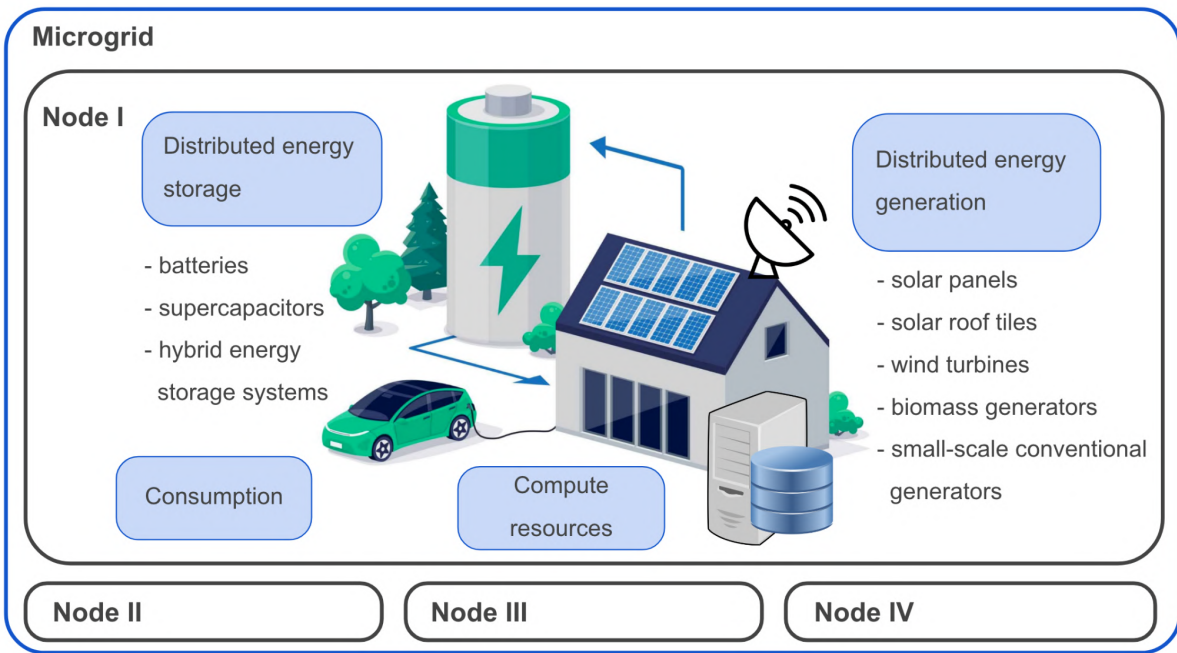 Microgrid
Node I
Distributed energy
storage
- batteries
- supercapacitors
- hybrid energy
storage systems
Distributed energy
generation
- solar panels
- solar roof tiles
- wind turbines
- biomass generators
- small-scale conventional
generators
Consumption
Compute
resources
Node II
Node III
Node IV